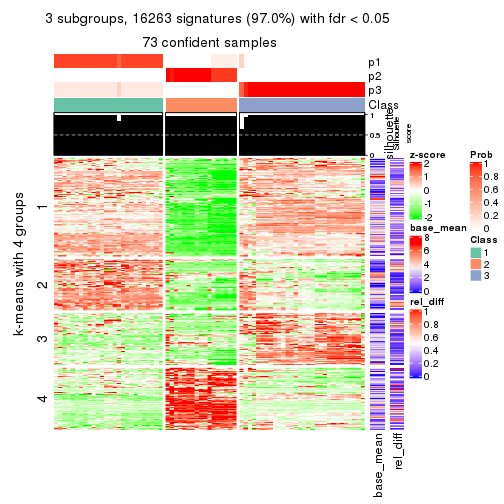 3 subgroups, 16263 signatures (97.0%) with fdr < 0.05
73 confident samples
p1
p2
p3
Class
1
0.5
0
silhouette
Silhouette
score
k-means with 4 groups
1
2
3
4
base_mean
rel_diff
z-score
2
1
0
-1
-2
base_mean
8
6
4
2
0
rel_diff
1
0.8
0.6
0.4
0.2
0
Prob
1
0.8
0.6
0.4
0.2
0
Class
1
2
3